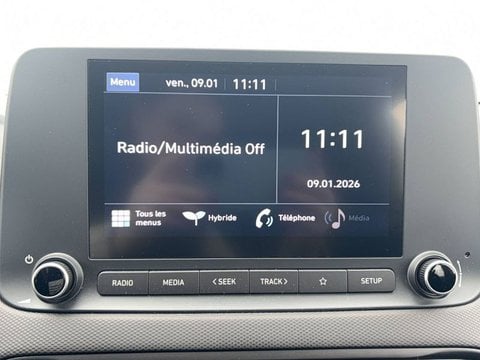 Menu ven., 09.01 11:11
Radio/Multimédia Off
11:11
09.01.2026
Tous les menus
Hybride
Téléphone
Média
RADIO MEDIA < SEEK TRACK > SETUP